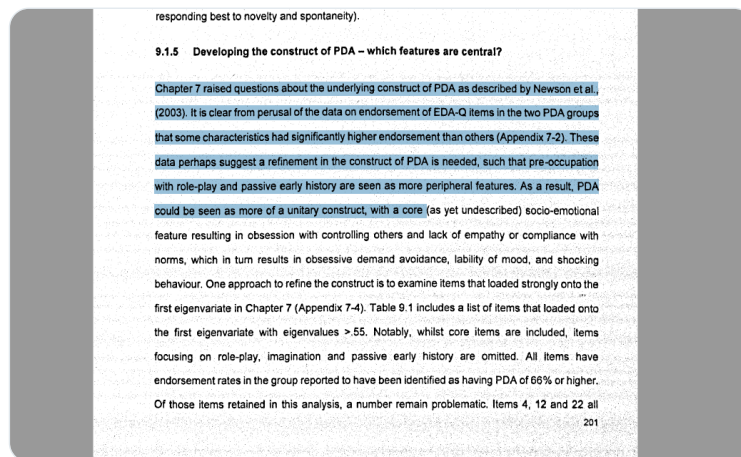 responding best to novelty and spontaneity).
9.1.5 Developing the construct of PDA – which features are central?
Chapter 7 raised questions about the underlying construct of PDA as described by Newson et al.,
(2003). It is clear from perusal of the data on endorsement of EDA-Q items in the two PDA groups
that some characteristics had significantly higher endorsement than others (Appendix 7-2). These
data perhaps suggest a refinement in the construct of PDA is needed, such that pre-occupation
with role-play and passive early history are seen as more peripheral features. As a result, PDA
could be seen as more of a unitary construct, with a core (as yet undescribed) socio-emotional
feature resulting in obsession with controlling others and lack of empathy or compliance with
norms, which in turn results in obsessive demand avoidance, lability of mood, and shocking
behaviour. One approach to refine the construct is to examine items that loaded strongly onto the
first eigenvariate in Chapter 7 (Appendix 7-4). Table 9.1 includes a list of items that loaded onto
the first eigenvariate with eigenvalues >.55. Notably, whilst core items are included, items
focusing on role-play, imagination and passive early history are omitted. All items have
endorsement rates in the group reported to have been identified as having PDA of 66% or higher.
Of those items retained in this analysis, a number remain problematic. Items 4, 12 and 22 all
201